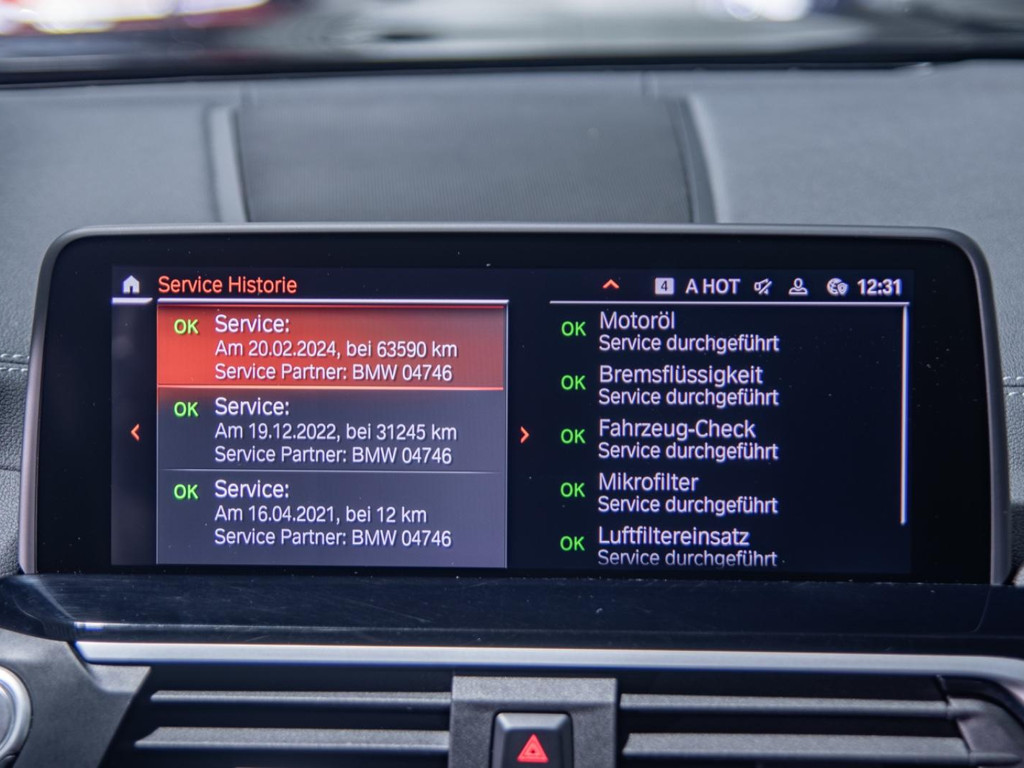 Service Historie
4 A HOT 12:31
OK Service:
Am 20.02.2024, bei 63590 km
Service Partner: BMW 04746
OK Service:
Am 19.12.2022, bei 31245 km
Service Partner: BMW 04746
OK Service:
Am 16.04.2021, bei 12 km
Service Partner: BMW 04746
OK Motoröl
Service durchgeführt
OK Bremsflüssigkeit
Service durchgeführt
OK Fahrzeug-Check
Service durchgeführt
OK Mikrofilter
Service durchgeführt
OK Luftfiltereinsatz
Service durchgeführt